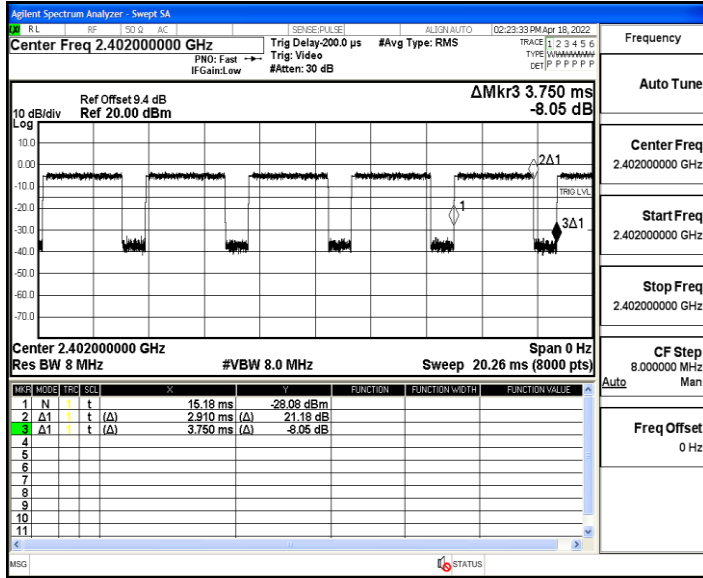 Agilent Spectrum Analyzer - Swept SA
RL RF 50 Ω AC SENSE:PULSE ALIGN AUTO 02:23:33 PM Apr 18, 2022
Center Freq 2.402000000 GHz
PNO: Fast
IFGain:Low
Trig Delay-200.0 µs
Trig: Video
#Atten: 30 dB
#Avg Type: RMS
TRACE 1 2 3 4 5 6
TYPE
DET P P P P P P
Ref Offset 9.4 dB
10 dB/div Ref 20.00 dBm
Log
ΔMkr3 3.750 ms
-8.05 dB
10.0
0.00
-10.0
-20.0
-30.0
-40.0
-50.0
-60.0
-70.0
2Δ1
TRIG LVL
1
3Δ1
Center 2.402000000 GHz Span 0 Hz
Res BW 8 MHz #VBW 8.0 MHz Sweep 20.26 ms (8000 pts)
MKR MODE TRC SCL X Y FUNCTION FUNCTION WIDTH FUNCTION VALUE
1 N 1 t 15.18 ms -28.08 dBm
2 Δ1 1 t (Δ) 2.910 ms (Δ) 21.18 dB
3 Δ1 1 t (Δ) 3.750 ms (Δ) -8.05 dB
4
5
6
7
8
9
10
11
MSG STATUS
Frequency
Auto Tune
Center Freq
2.402000000 GHz
Start Freq
2.402000000 GHz
Stop Freq
2.402000000 GHz
CF Step
8.000000 MHz
Auto Man
Freq Offset
0 Hz